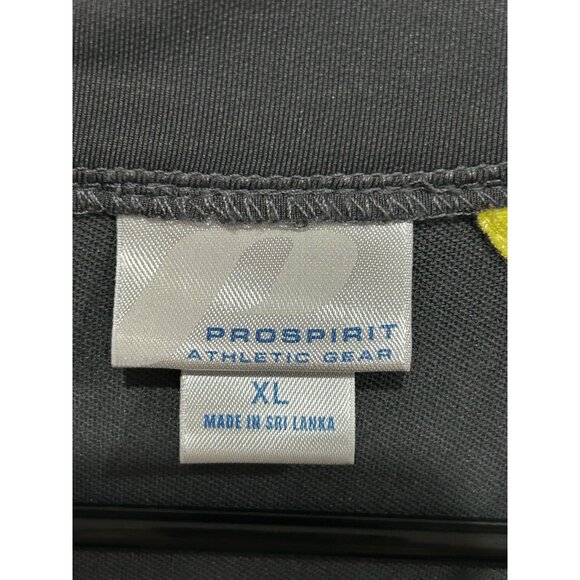 PROSPIRIT
ATHLETIC GEAR
XL
MADE IN SRI LANKA